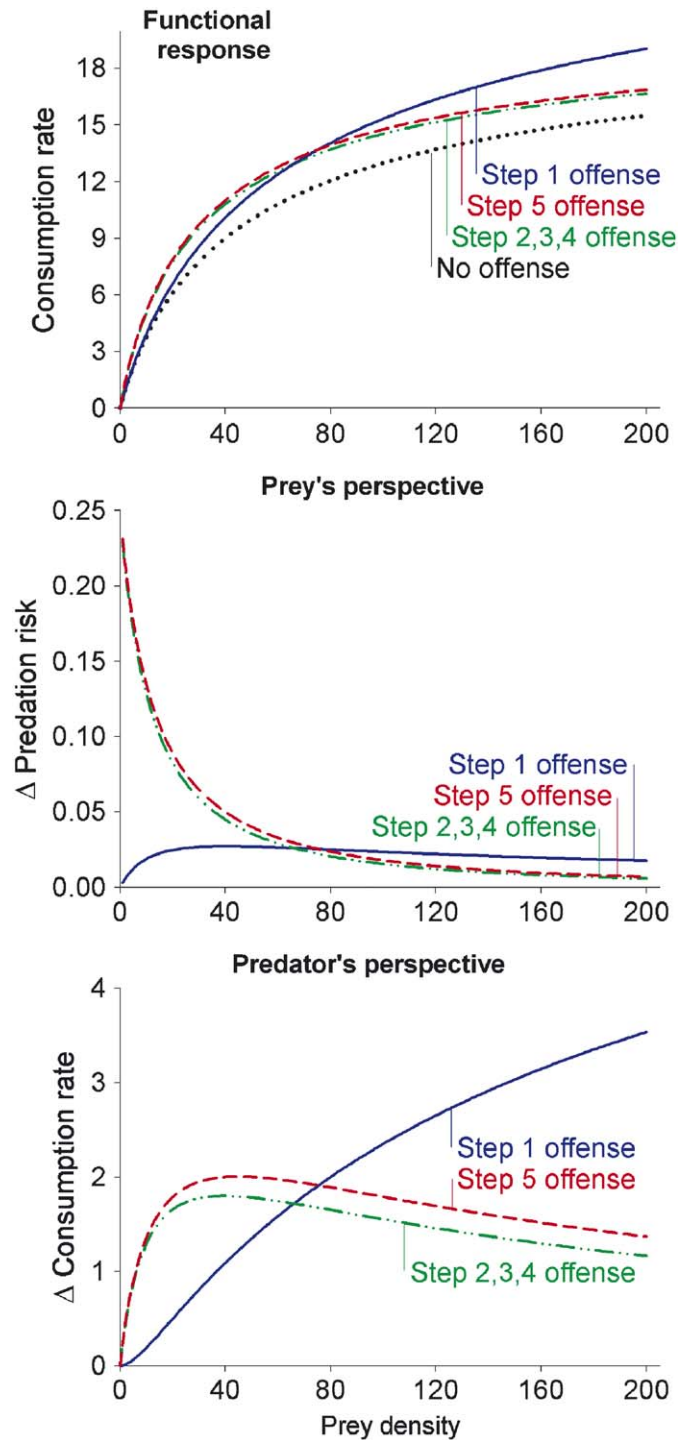 Functional
response
18
15
12
9
6
3
0
Consumption rate
Step 1 offense
Step 5 offense
Step 2,3,4 offense
No offense
0 40 80 120 160 200
Prey's perspective
0.25
0.20
0.15
0.10
0.05
0.00
Δ Predation risk
Step 1 offense
Step 5 offense
Step 2,3,4 offense
0 40 80 120 160 200
Predator's perspective
4
3
2
1
0
Δ Consumption rate
Step 1 offense
Step 5 offense
Step 2,3,4 offense
0 40 80 120 160 200
Prey density